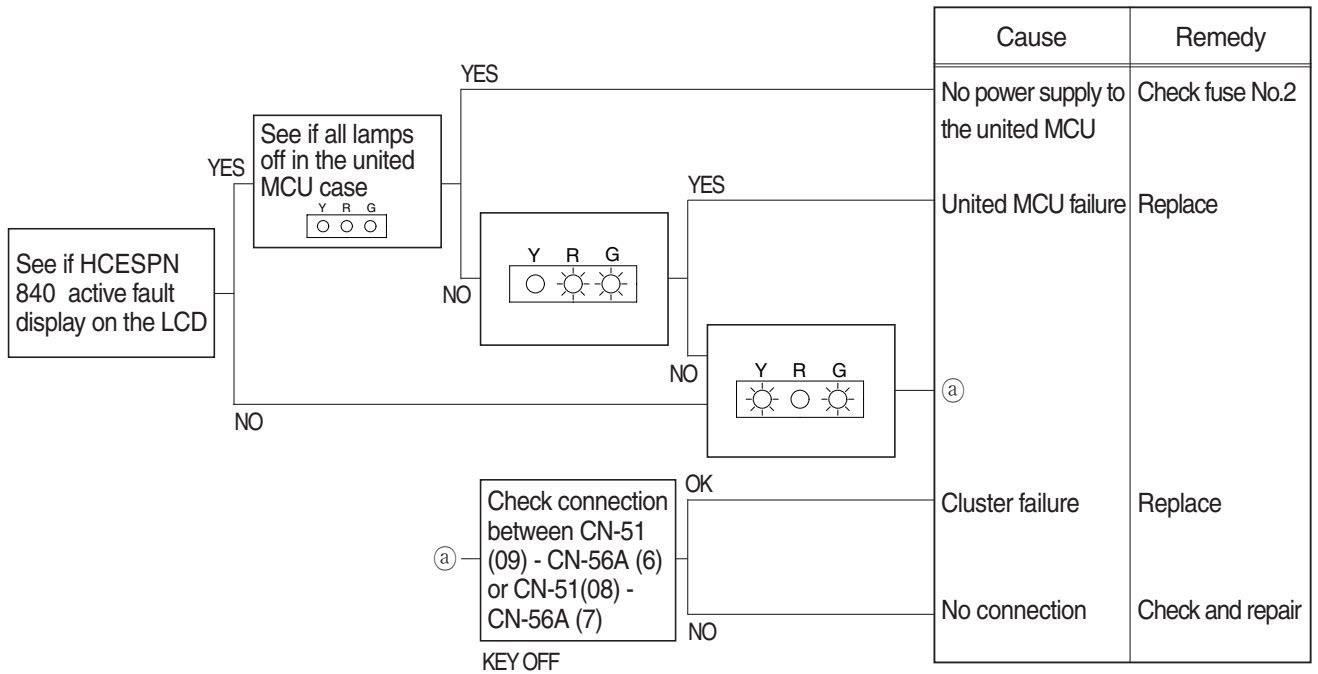 Cause
Remedy
YES
No power supply to
the united MCU
Check fuse No.2
See if all lamps
off in the united
MCU case
Y R G
YES
YES
United MCU failure
Replace
See if HCESPN
840 active fault
display on the LCD
Y R G
NO
NO
Y R G
ⓐ
NO
Check connection
between CN-51
(09) - CN-56A (6)
or CN-51(08) -
CN-56A (7)
ⓐ
OK
Cluster failure
Replace
No connection
Check and repair
NO
KEY OFF